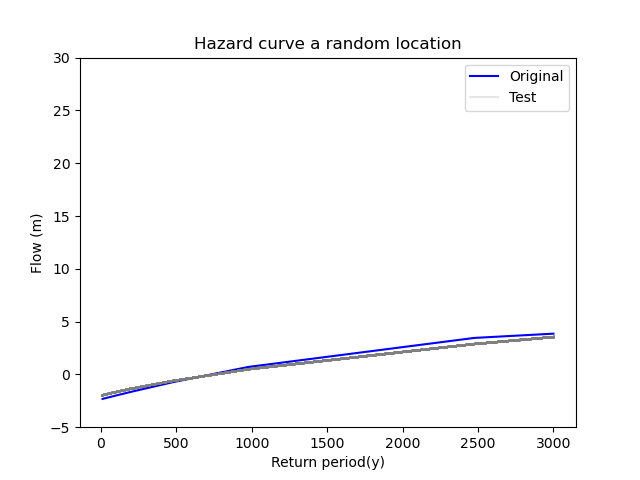 Hazard curve a random location
Original
Test
30
25
20
15
10
5
0
−5
Flow (m)
0 500 1000 1500 2000 2500 3000
Return period(y)